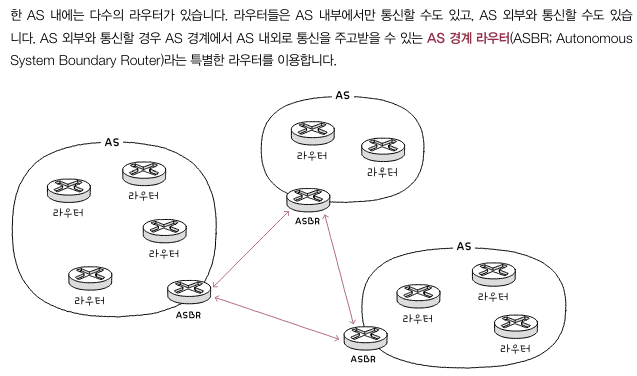 한 AS 내에는 다수의 라우터가 있습니다. 라우터들은 AS 내부에서만 통신할 수도 있고, AS 외부와 통신할 수도 있습
니다. AS 외부와 통신할 경우 AS 경계에서 AS 내외로 통신을 주고받을 수 있는 AS 경계 라우터(ASBR; Autonomous
System Boundary Router)라는 특별한 라우터를 이용합니다.
AS
라우터
라우터
ASBR
AS
라우터
라우터
라우터
라우터
ASBR
AS
라우터
라우터
라우터
ASBR